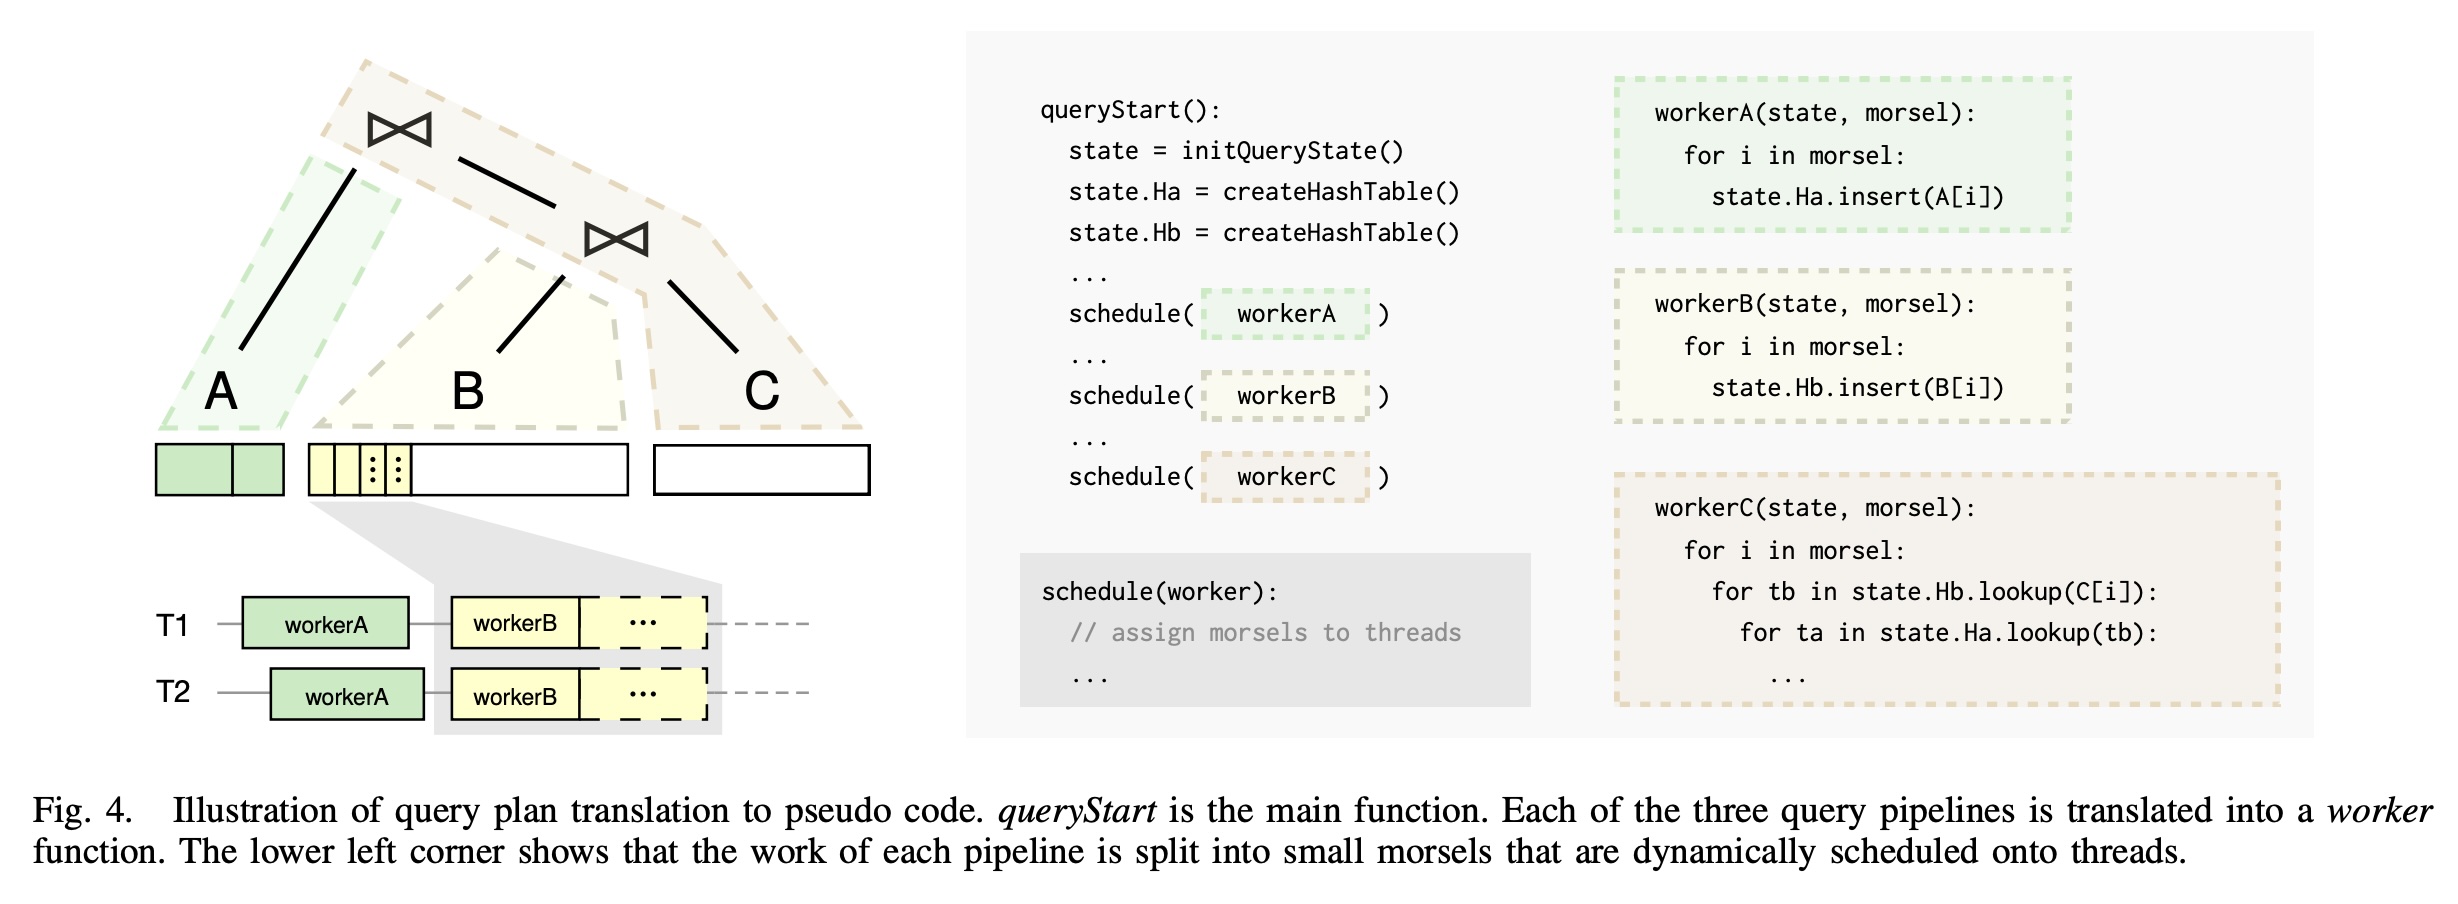 A
B
C
T1
workerA
workerB
...
T2
workerA
workerB
...
queryStart():
state = initQueryState()
state.Ha = createHashTable()
state.Hb = createHashTable()
...
schedule( workerA )
...
schedule( workerB )
...
schedule( workerC )
schedule(worker):
// assign morsels to threads
...
workerA(state, morsel):
for i in morsel:
state.Ha.insert(A[i])
workerB(state, morsel):
for i in morsel:
state.Hb.insert(B[i])
workerC(state, morsel):
for i in morsel:
for tb in state.Hb.lookup(C[i]):
for ta in state.Ha.lookup(tb):
...
Fig. 4. Illustration of query plan translation to pseudo code. queryStart is the main function. Each of the three query pipelines is translated into a worker
function. The lower left corner shows that the work of each pipeline is split into small morsels that are dynamically scheduled onto threads.